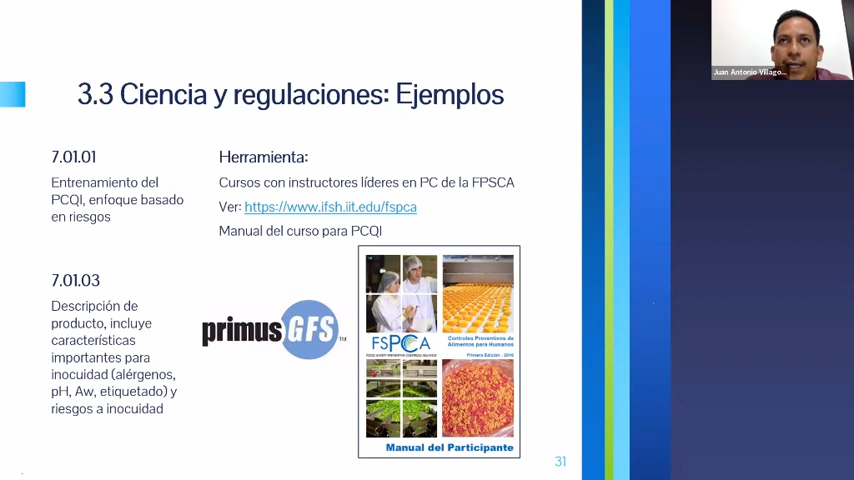 3.3 Ciencia y regulaciones: Ejemplos
7.01.01
Entrenamiento del
PCQI, enfoque basado
en riesgos
Herramienta:
Cursos con instructores líderes en PC de la FPSCA
Ver: https://www.ifsh.iit.edu/fspca
Manual del curso para PCQI
7.01.03
Descripción de
producto, incluye
características
importantes para
inocuidad (alérgenos,
pH, Aw, etiquetado) y
riesgos a inocuidad
primusGFS
FSPCA
FOOD SAFETY PREVENTIVE CONTROLS ALLIANCE
Controles Preventivos de
Alimentos para Humanos
Primera Edición - 2016
Manual del Participante
31
Juan Antonio Villago...